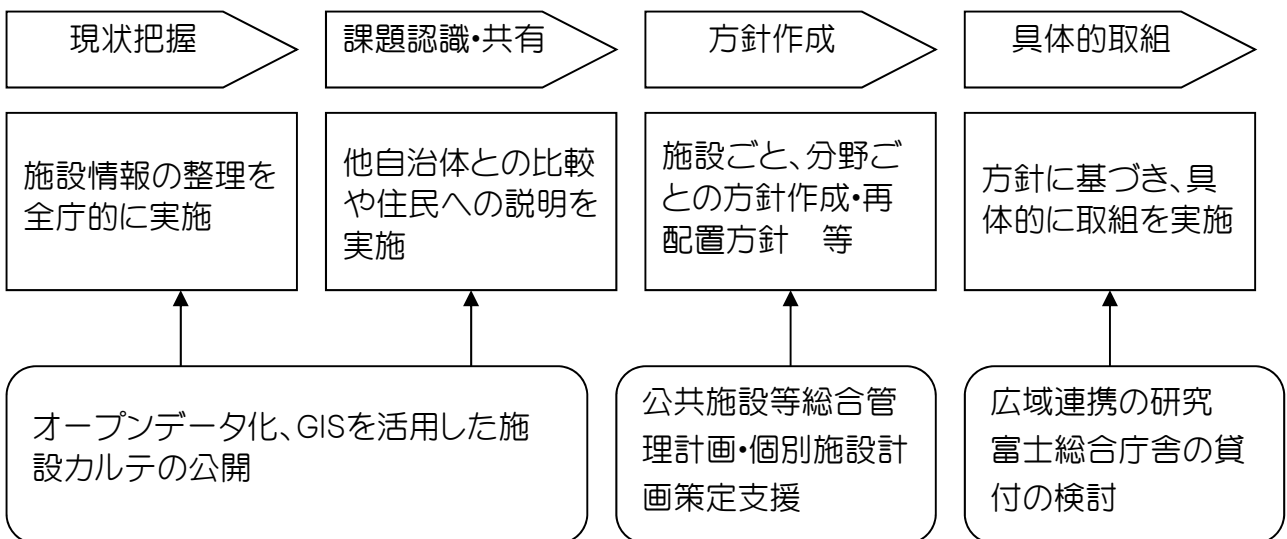 現状把握
課題認識・共有
方針作成
具体的取組
施設情報の整理を
全庁的に実施
他自治体との比較
や住民への説明を
実施
施設ごと、分野ご
との方針作成・再
配置方針　等
方針に基づき、具
体的に取組を実施
オープンデータ化、GISを活用した施
設カルテの公開
公共施設等総合管
理計画・個別施設計
画策定支援
広域連携の研究
富士総合庁舎の貸
付の検討